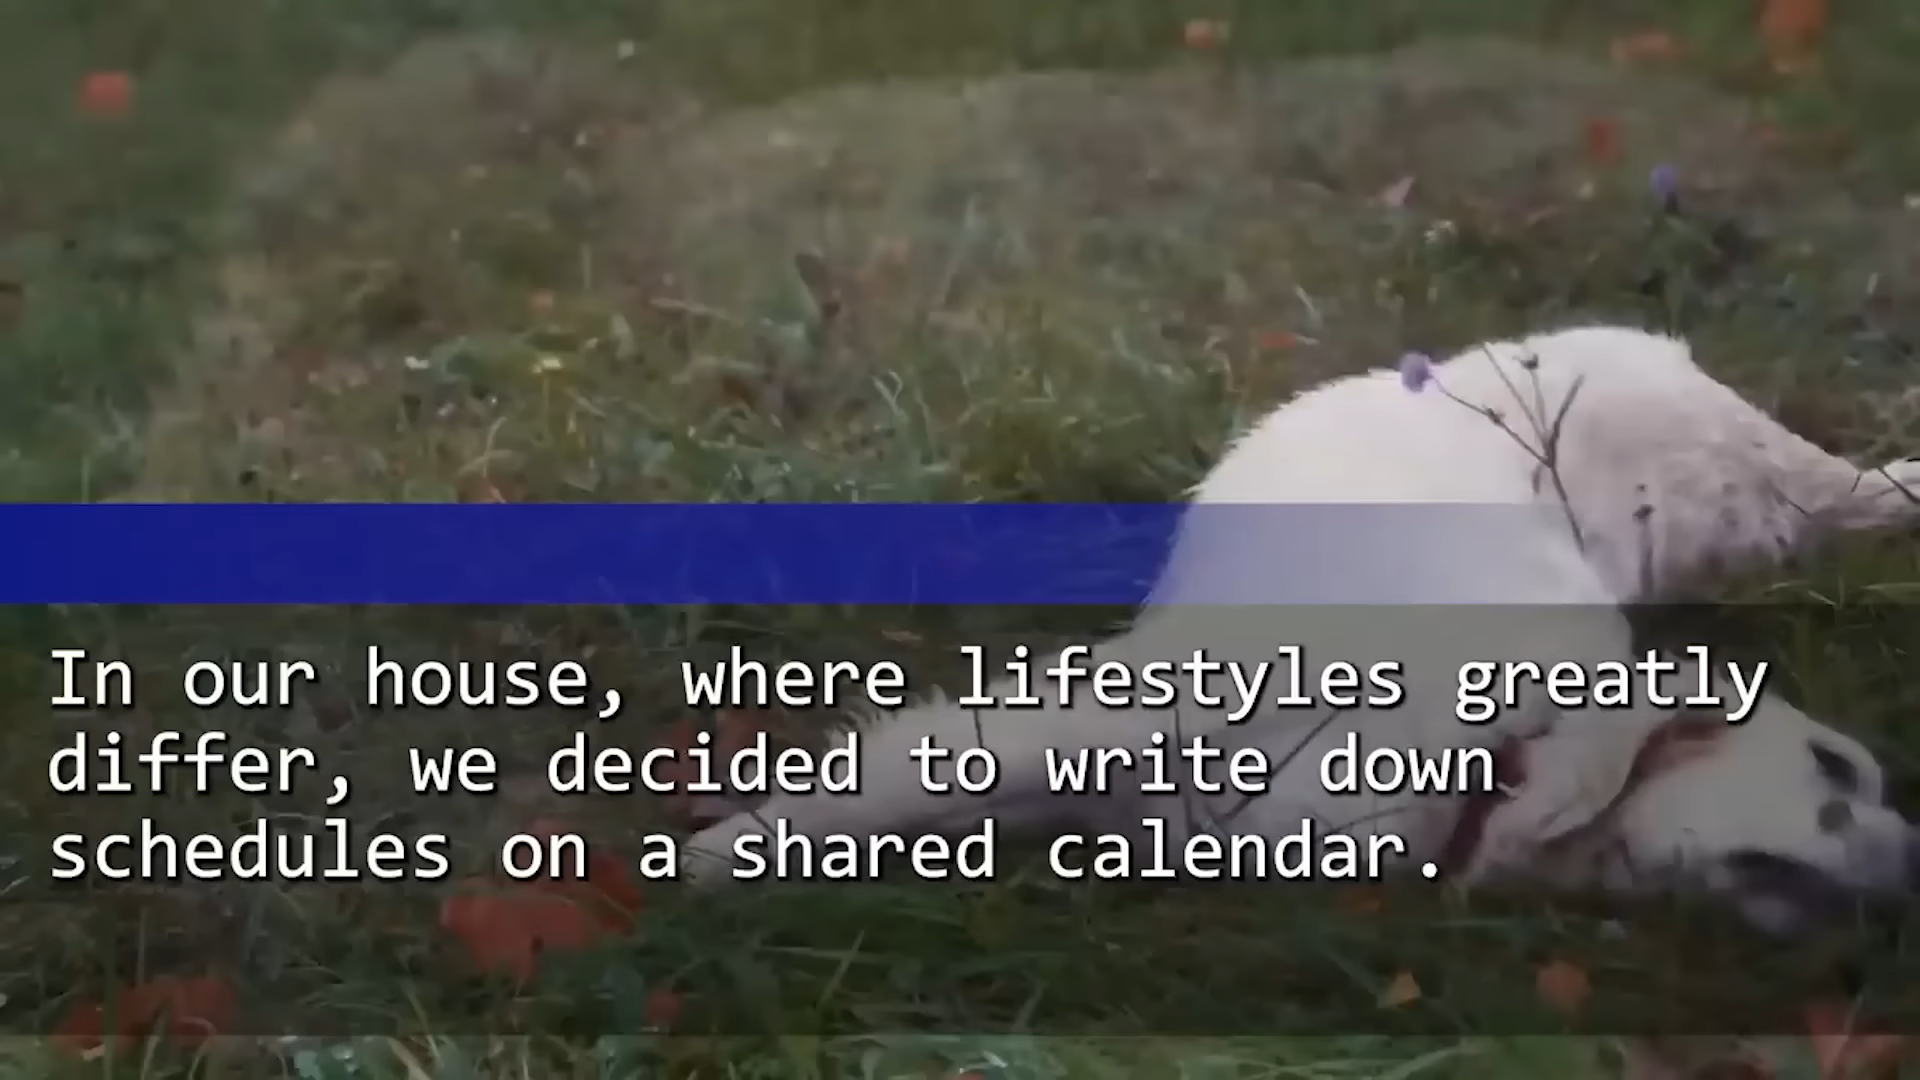 In our house, where lifestyles greatly
differ, we decided to write down
schedules on a shared calendar.